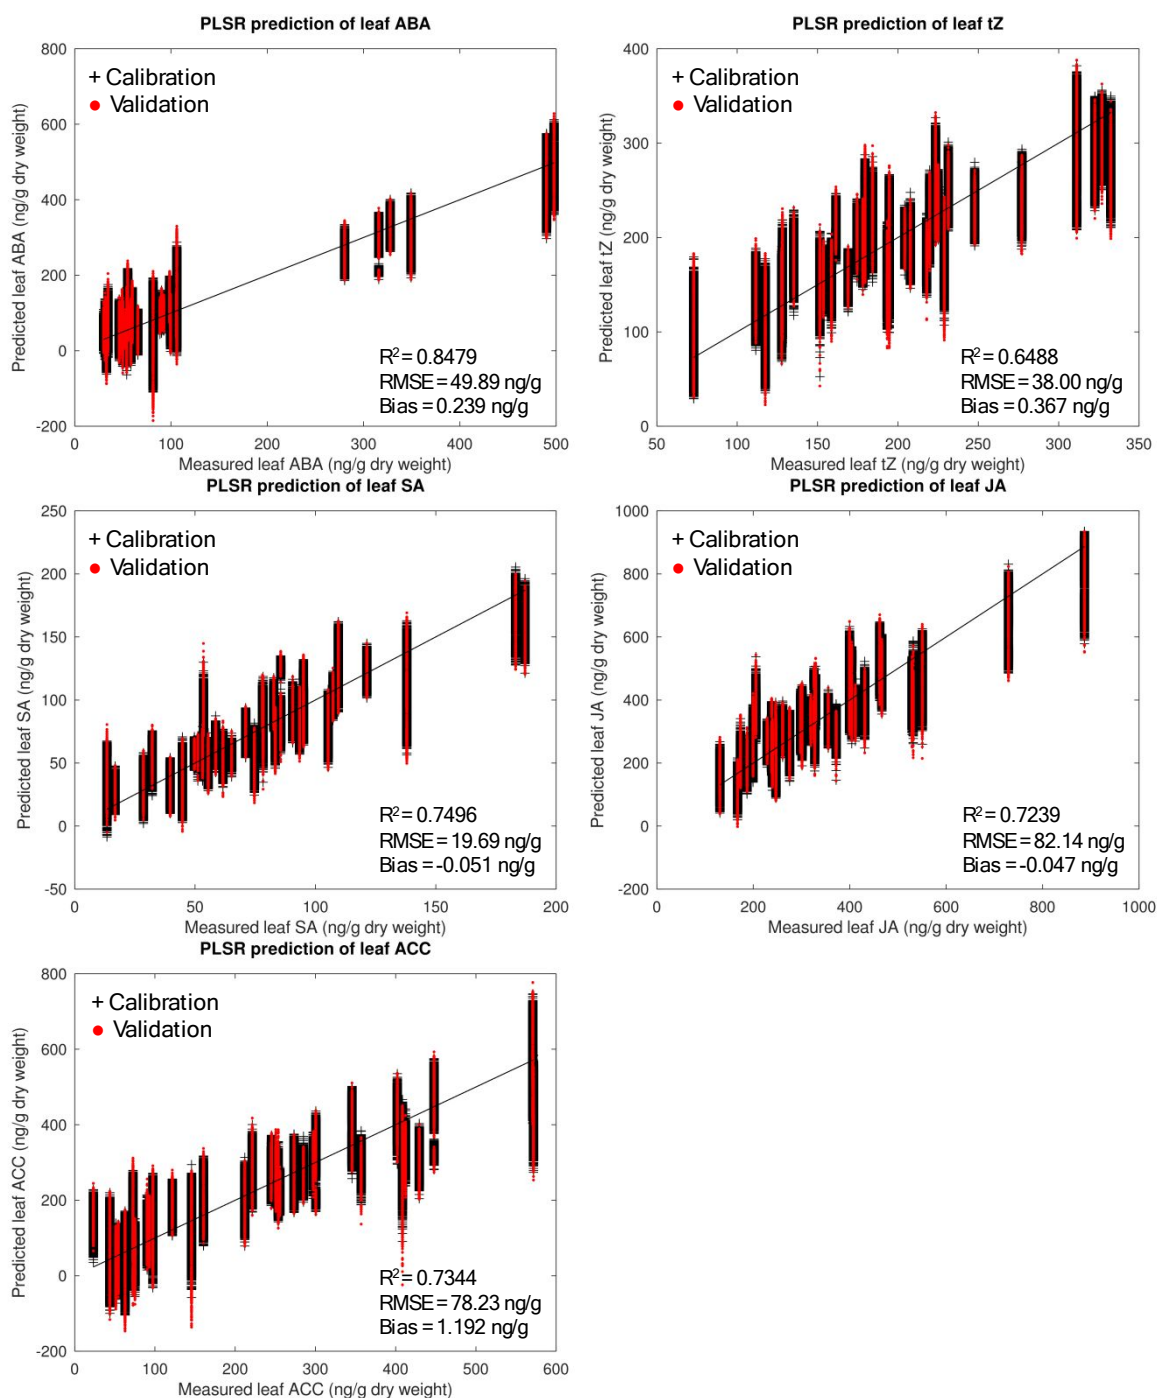 PLSR prediction of leaf ABA
800
600
400
200
0
-200
0
100
200
300
400
500
Predicted leaf ABA (ng/g dry weight)
Measured leaf ABA (ng/g dry weight)
+ Calibration
Validation
R² = 0.8479
RMSE = 49.89 ng/g
Bias = 0.239 ng/g
PLSR prediction of leaf tZ
400
300
200
100
0
50
100
150
200
250
300
350
Predicted leaf tZ (ng/g dry weight)
Measured leaf tZ (ng/g dry weight)
+ Calibration
Validation
R² = 0.6488
RMSE = 38.00 ng/g
Bias = 0.367 ng/g
PLSR prediction of leaf SA
250
200
150
100
50
0
-50
0
50
100
150
200
Predicted leaf SA (ng/g dry weight)
Measured leaf SA (ng/g dry weight)
+ Calibration
Validation
R² = 0.7496
RMSE = 19.69 ng/g
Bias = -0.051 ng/g
PLSR prediction of leaf JA
1000
800
600
400
200
0
-200
0
200
400
600
800
1000
Predicted leaf JA (ng/g dry weight)
Measured leaf JA (ng/g dry weight)
+ Calibration
Validation
R² = 0.7239
RMSE = 82.14 ng/g
Bias = -0.047 ng/g
PLSR prediction of leaf ACC
800
600
400
200
0
-200
0
100
200
300
400
500
600
Predicted leaf ACC (ng/g dry weight)
Measured leaf ACC (ng/g dry weight)
+ Calibration
Validation
R² = 0.7344
RMSE = 78.23 ng/g
Bias = 1.192 ng/g